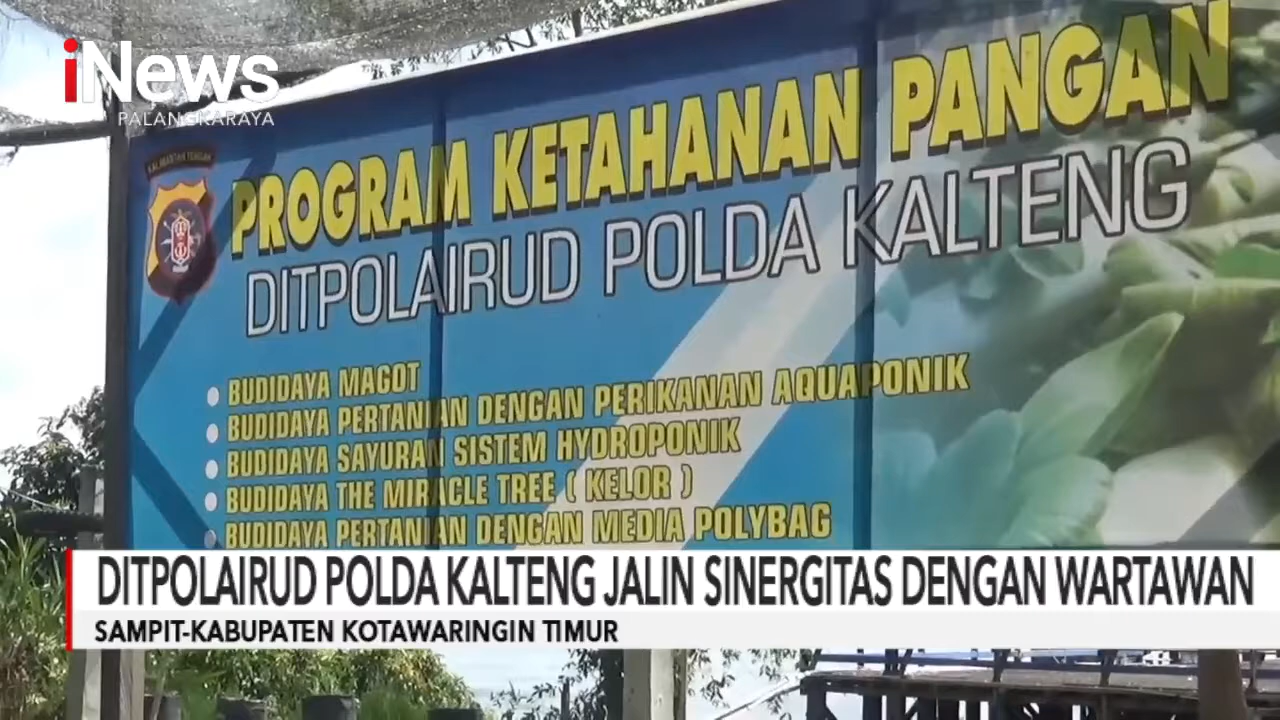 iNews
PALANGKARAYA
KALIMANTAN TENGAH
PROGRAM KETAHANAN PANGAN
DITPOLAIRUD POLDA KALTENG
BUDIDAYA MAGOT
BUDIDAYA PERTANIAN DENGAN PERIKANAN AQUAPONIK
BUDIDAYA SAYURAN SISTEM HYDROPONIK
BUDIDAYA THE MIRACLE TREE ( KELOR )
BUDIDAYA PERTANIAN DENGAN MEDIA POLYBAG
DITPOLAIRUD POLDA KALTENG JALIN SINERGITAS DENGAN WARTAWAN
SAMPIT-KABUPATEN KOTAWARINGIN TIMUR